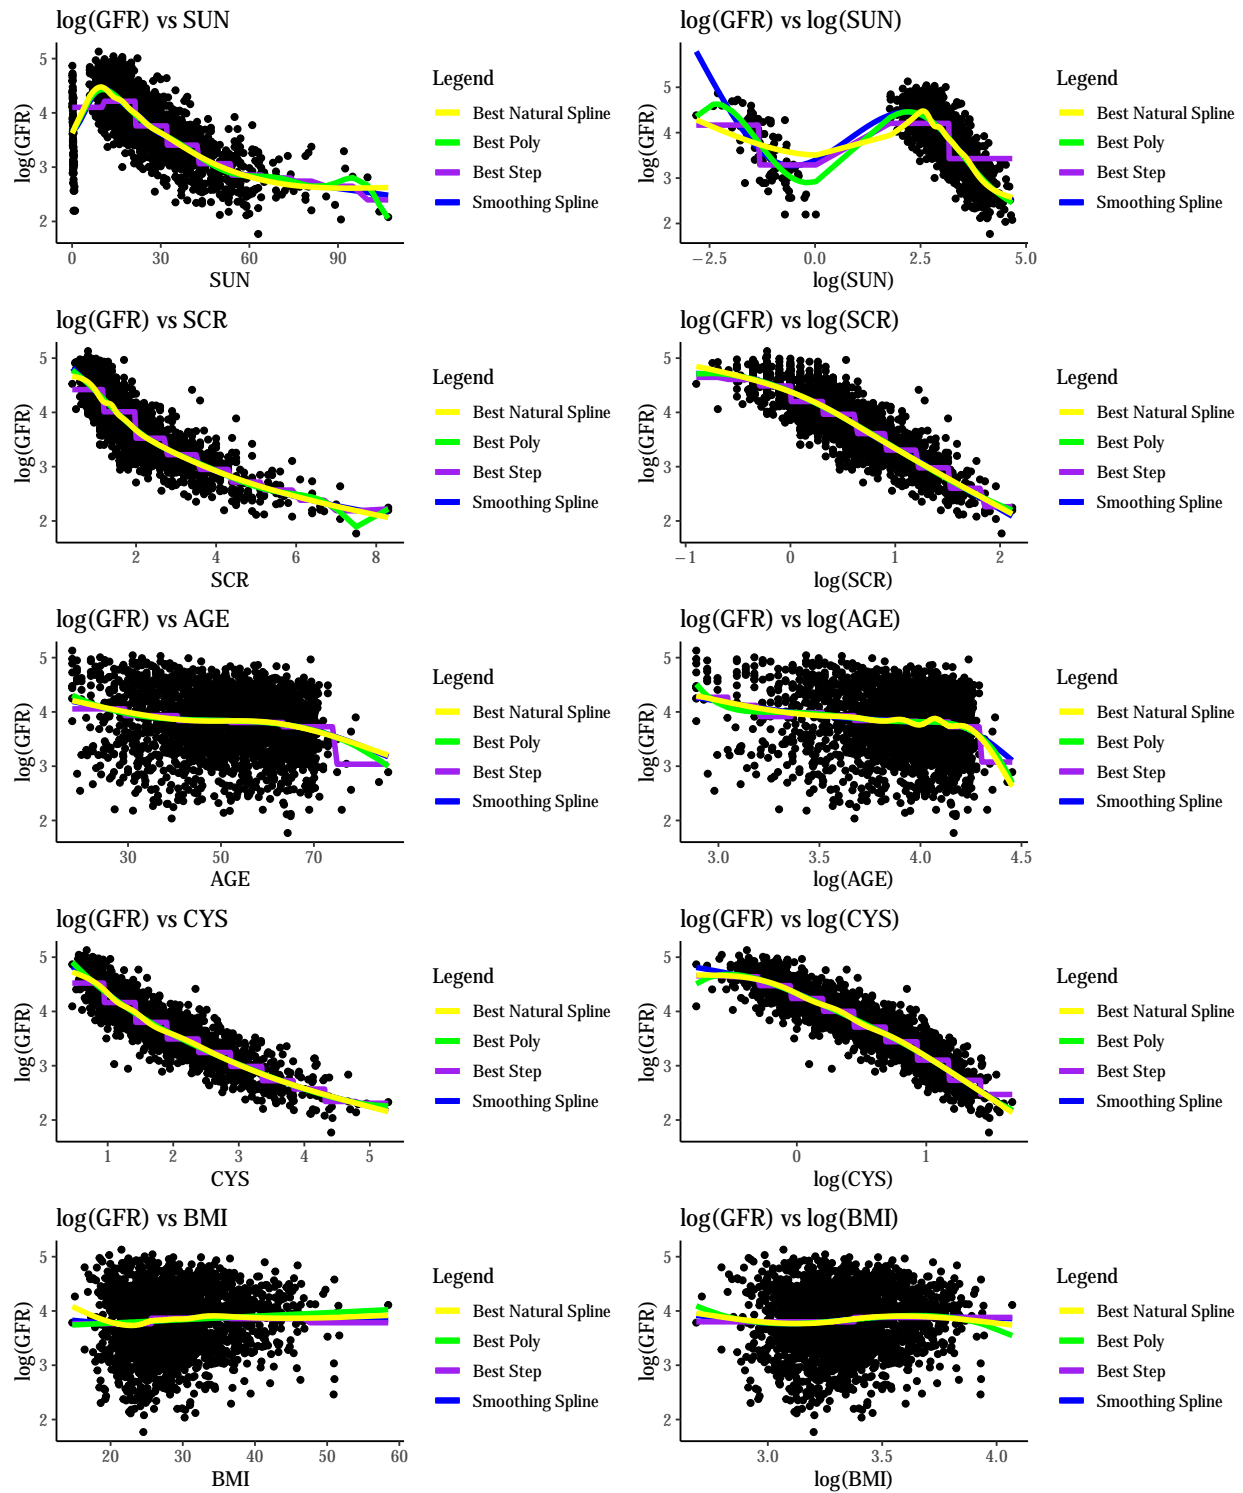 log(GFR) vs SUN
log(GFR)
5
4
3
2
0 30 60 90
SUN
Legend
Best Natural Spline
Best Poly
Best Step
Smoothing Spline
log(GFR) vs log(SUN)
log(GFR)
5
4
3
2
−2.5 0.0 2.5 5.0
log(SUN)
Legend
Best Natural Spline
Best Poly
Best Step
Smoothing Spline
log(GFR) vs SCR
log(GFR)
5
4
3
2
2 4 6 8
SCR
Legend
Best Natural Spline
Best Poly
Best Step
Smoothing Spline
log(GFR) vs log(SCR)
log(GFR)
5
4
3
2
−1 0 1 2
log(SCR)
Legend
Best Natural Spline
Best Poly
Best Step
Smoothing Spline
log(GFR) vs AGE
log(GFR)
5
4
3
2
30 50 70
AGE
Legend
Best Natural Spline
Best Poly
Best Step
Smoothing Spline
log(GFR) vs log(AGE)
log(GFR)
5
4
3
2
3.0 3.5 4.0 4.5
log(AGE)
Legend
Best Natural Spline
Best Poly
Best Step
Smoothing Spline
log(GFR) vs CYS
log(GFR)
5
4
3
2
1 2 3 4 5
CYS
Legend
Best Natural Spline
Best Poly
Best Step
Smoothing Spline
log(GFR) vs log(CYS)
log(GFR)
5
4
3
2
0 1
log(CYS)
Legend
Best Natural Spline
Best Poly
Best Step
Smoothing Spline
log(GFR) vs BMI
log(GFR)
5
4
3
2
20 30 40 50 60
BMI
Legend
Best Natural Spline
Best Poly
Best Step
Smoothing Spline
log(GFR) vs log(BMI)
log(GFR)
5
4
3
2
3.0 3.5 4.0
log(BMI)
Legend
Best Natural Spline
Best Poly
Best Step
Smoothing Spline